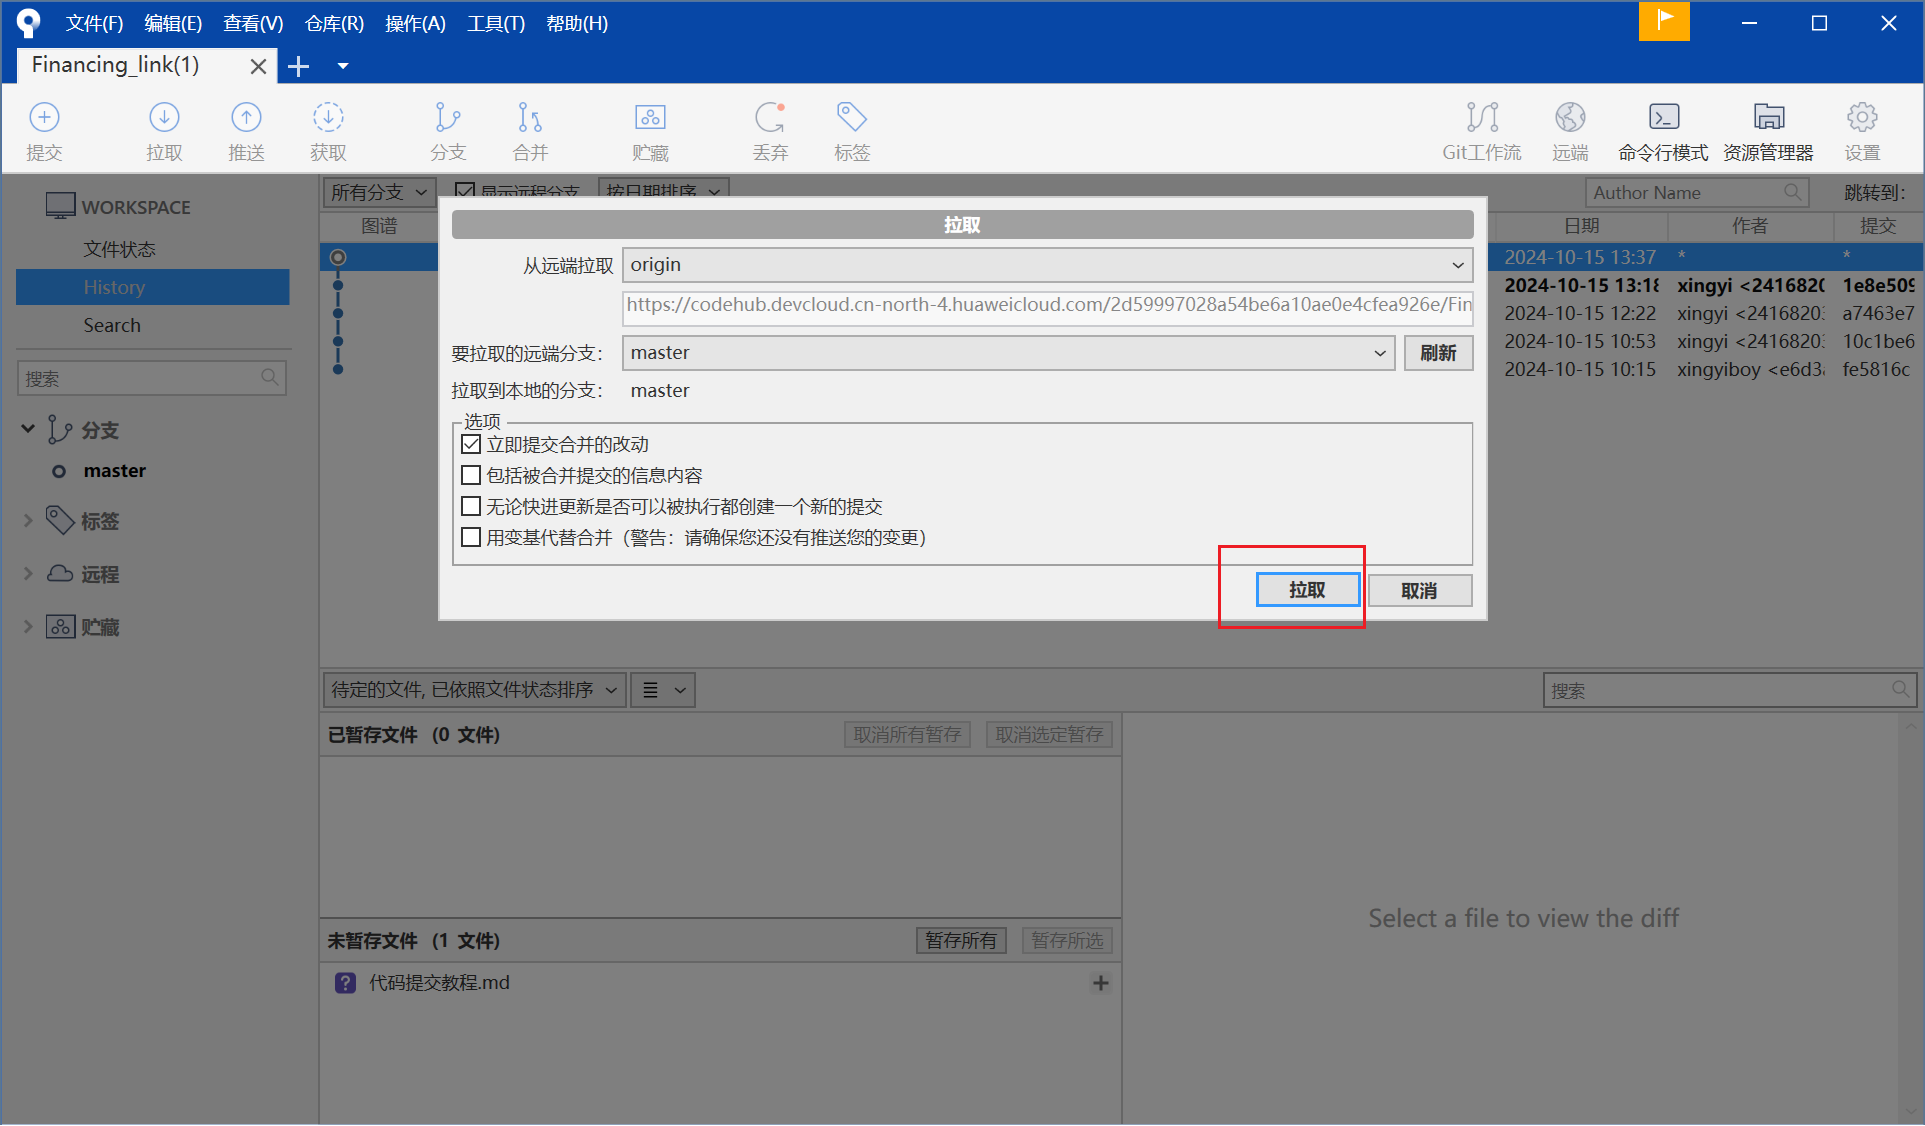 文件(F) 编辑(E) 查看(V) 仓库(R) 操作(A) 工具(T) 帮助(H)
Financing_link(1)
提交 拉取 推送 获取 分支 合并 贮藏 丢弃 标签 Git工作流 远端 命令行模式 资源管理器 设置
WORKSPACE
文件状态
History
Search
搜索
分支
master
标签
远程
贮藏
所有分支 显示远程分支 按日期排序 Author Name 跳转到:
图谱 日期 作者 提交
2024-10-15 13:37 * *
2024-10-15 13:18 xingyi <2416820 1e8e509
2024-10-15 12:22 xingyi <2416820 a7463e7
2024-10-15 10:53 xingyi <2416820 10c1be6
2024-10-15 10:15 xingyiboy <e6d3a fe5816c
拉取
从远端拉取 origin
https://codehub.devcloud.cn-north-4.huaweicloud.com/2d59997028a54be6a10ae0e4cfea926e/Fin
要拉取的远端分支: master 刷新
拉取到本地的分支: master
选项
立即提交合并的改动
包括被合并提交的信息内容
无论快进更新是否可以被执行都创建一个新的提交
用变基代替合并（警告：请确保您还没有推送您的变更）
拉取 取消
待定的文件, 已依照文件状态排序 搜索
已暂存文件 (0 文件) 取消所有暂存 取消选定暂存
未暂存文件 (1 文件) 暂存所有 暂存所选
? 代码提交教程.md
Select a file to view the diff